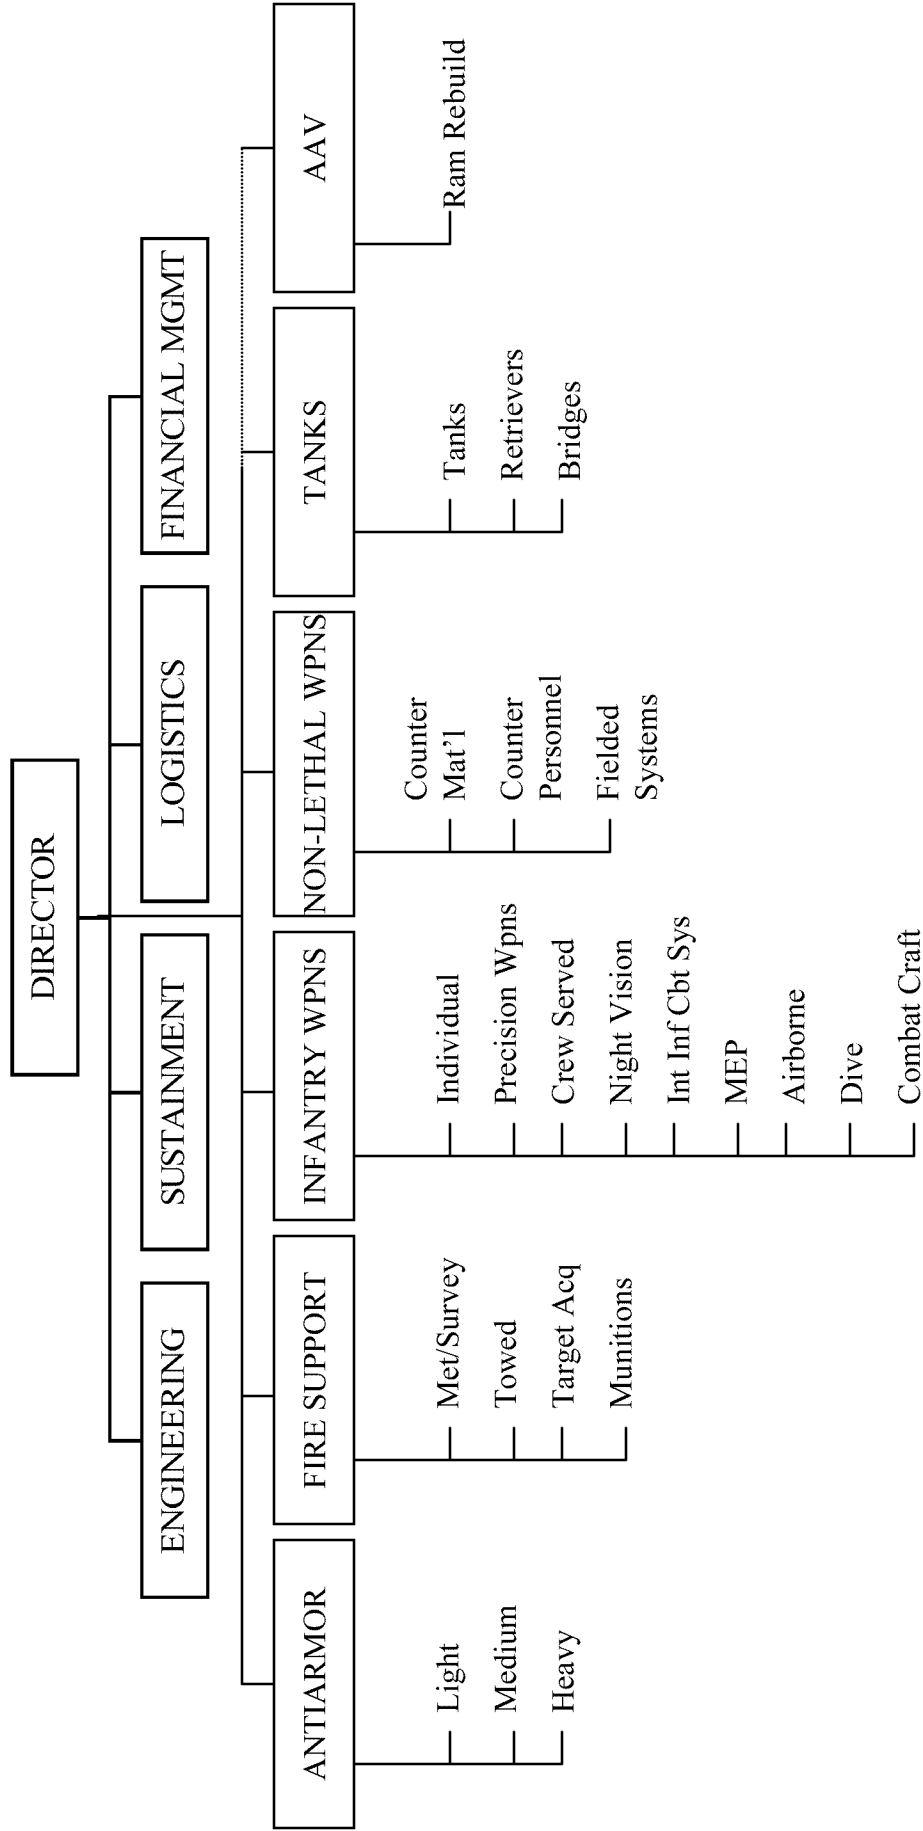 DIRECTOR
ENGINEERING
SUSTAINMENT
LOGISTICS
FINANCIAL MGMT
ANTIARMOR
FIRE SUPPORT
INFANTRY WPNS
NON-LETHAL WPNS
TANKS
AAV
Light
Medium
Heavy
Met/Survey
Towed
Target Acq
Munitions
Individual
Precision Wpns
Crew Served
Night Vision
Int Inf Cbt Sys
MEP
Airborne
Dive
Combat Craft
Counter
Mat’l
Counter
Personnel
Fielded
Systems
Tanks
Retrievers
Bridges
Ram Rebuild